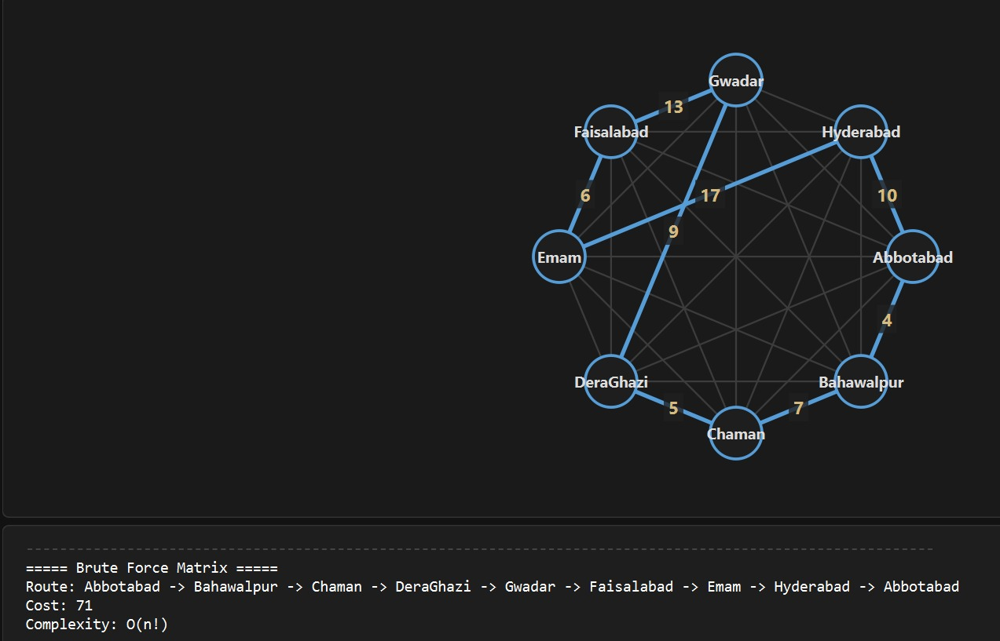 Gwadar
13
Faisalabad
Hyderabad
6
17
10
9
Emam
Abbotabad
4
DeraGhazi
Bahawalpur
5
7
Chaman
------------------------------------------------------------------------------------------------
===== Brute Force Matrix =====
Route: Abbotabad -> Bahawalpur -> Chaman -> DeraGhazi -> Gwadar -> Faisalabad -> Emam -> Hyderabad -> Abbotabad
Cost: 71
Complexity: O(n!)